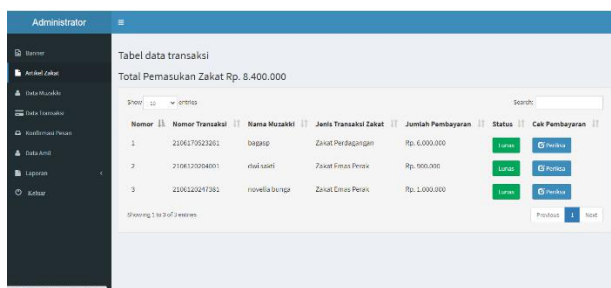 Administrator
Banner
Artikel Zakat
Data Muzakki
Data Transaksi
Konfirmasi Pesan
Data Amil
Laporan
Keluar
Tabel data transaksi
Total Pemasukan Zakat Rp. 8.400.000
Show 10 entries Search:
Nomor Nomor Transaksi Nama Muzakki Jenis Transaksi Zakat Jumlah Pembayaran Status Cek Pembayaran
1 2106170523261 bagasp Zakat Perdagangan Rp. 6.000.000 Lunas Periksa
2 2106120204001 dwi sakti Zakat Emas Perak Rp. 900.000 Lunas Periksa
3 2106120247381 novella bunga Zakat Emas Perak Rp. 1.000.000 Lunas Periksa
Showing 1 to 3 of 3 entries Previous 1 Next